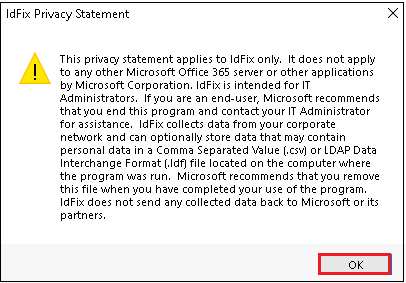 IdFix Privacy Statement
This privacy statement applies to IdFix only.  It does not apply
to any other Microsoft Office 365 server or other applications
by Microsoft Corporation. IdFix is intended for IT
Administrators.  If you are an end-user, Microsoft recommends
that you end this program and contact your IT Administrator
for assistance.  IdFix collects data from your corporate
network and can optionally store data that may contain
personal data in a Comma Separated Value (.csv) or LDAP Data
Interchange Format (.ldf) file located on the computer where
the program was run.  Microsoft recommends that you remove
this file when you have completed your use of the program.
IdFix does not send any collected data back to Microsoft or its
partners.
OK